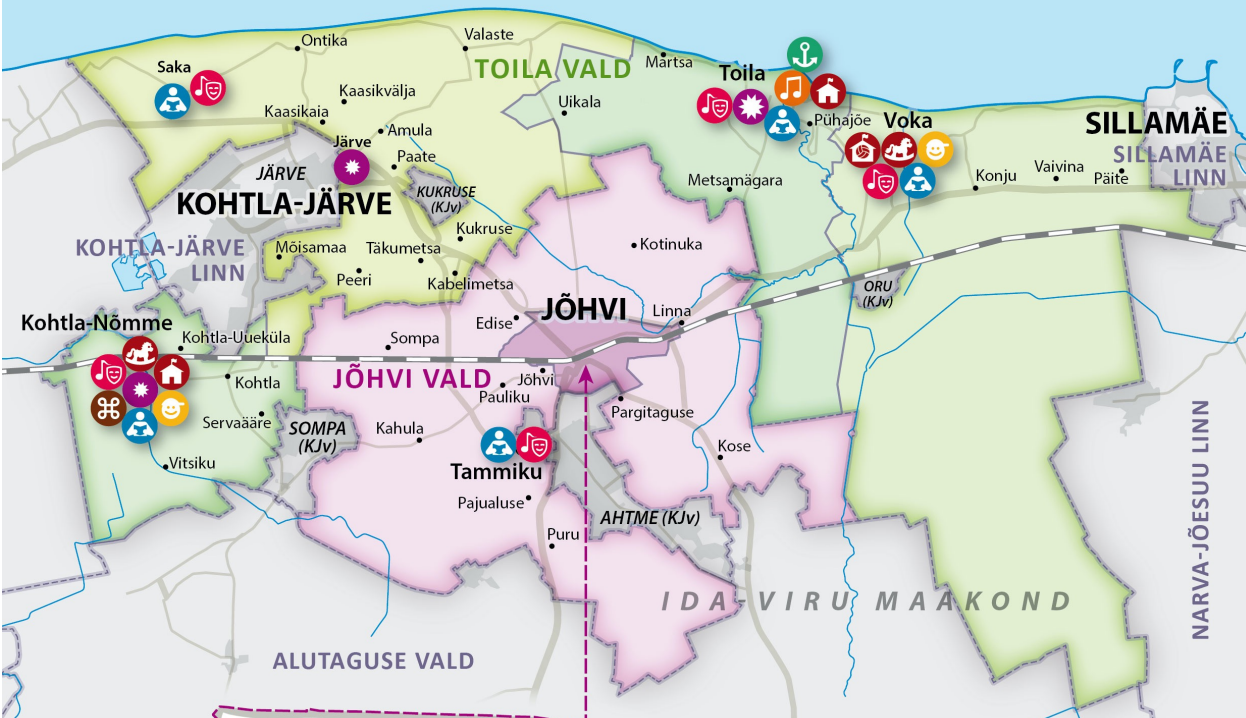 Ontika
Valaste
Saka
TOILA VALD
Martsa
Toila
Kaasikvälja
Kaasikaia
Uikala
Amula
Järve
Pühajõe
Voka
SILLAMÄE
SILLAMÄE
LINN
Paate
JÄRVE
KUKRUSE
(KJv)
Metsamägara
Konju
Vaivina
Päite
KOHTLA-JÄRVE
KOHTLA-JÄRVE
LINN
Kukruse
Mõisamaa
Täkumetsa
Kotinuka
Peeri
Kabelimetsa
ORU
(KJv)
JÕHVI
Linna
Edise
Kohtla-Nõmme
Kohtla-Uueküla
Sompa
JÕHVI VALD
Jõhvi
Kohtla
Pauliku
Pargitaguse
Servaääre
SOMPA
(KJv)
Kahula
Kose
Vitsiku
Tammiku
Pajualuse
AHTME (KJv)
Puru
NARVA-JÕESUU LINN
IDA-VIRU MAAKOND
ALUTAGUSE VALD